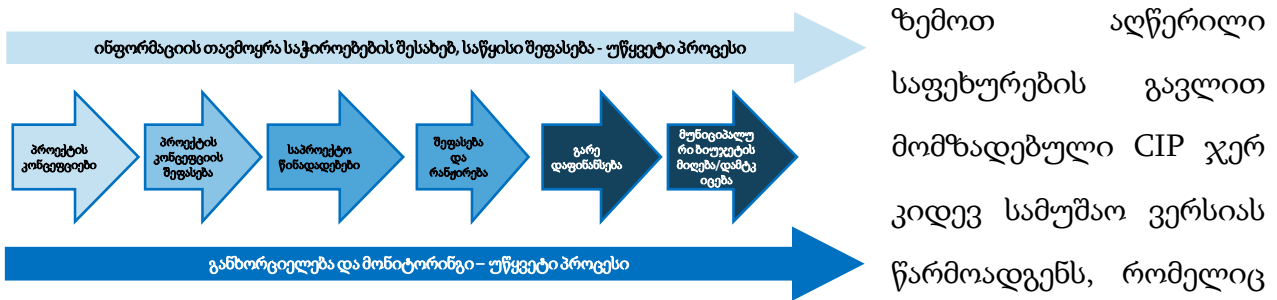 ინფორმაციის თავმოყრა საჭიროებების შესახებ, საწყისი შეფასება - უწყვეტი პროცესი
პროექტის
კონცეფციები
პროექტის
კონცეფციის
შეფასება
საპროექტო
წინადადებები
შეფასება
და
რანჟირება
გარე
დაფინანსება
მუნიციპალუ
რი ბიუჯეტის
მიღება/დამტკ
იცება
განხორციელება და მონიტორინგი – უწყვეტი პროცესი
ზემოთ აღწერილი
საფეხურების გავლით
მომზადებული CIP ჯერ
კიდევ სამუშაო ვერსიას
წარმოადგენს, რომელიც